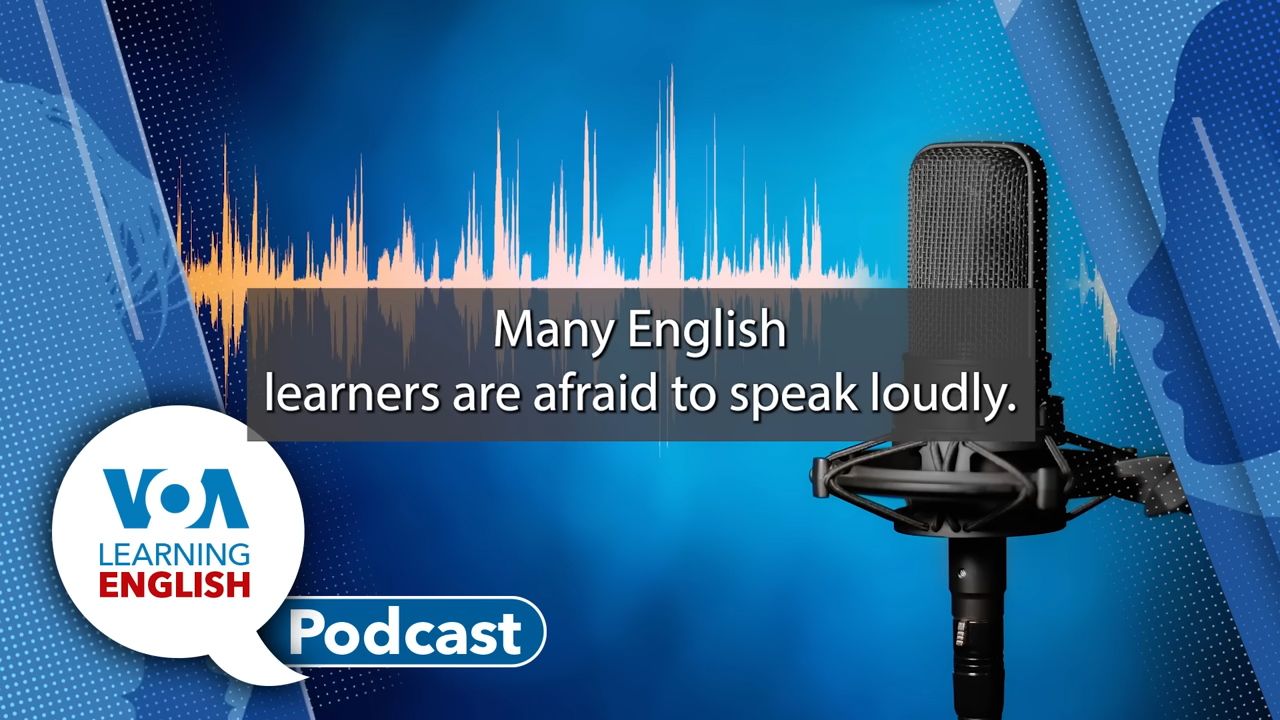 Many English
learners are afraid to speak loudly.
VOA
LEARNING
ENGLISH
Podcast